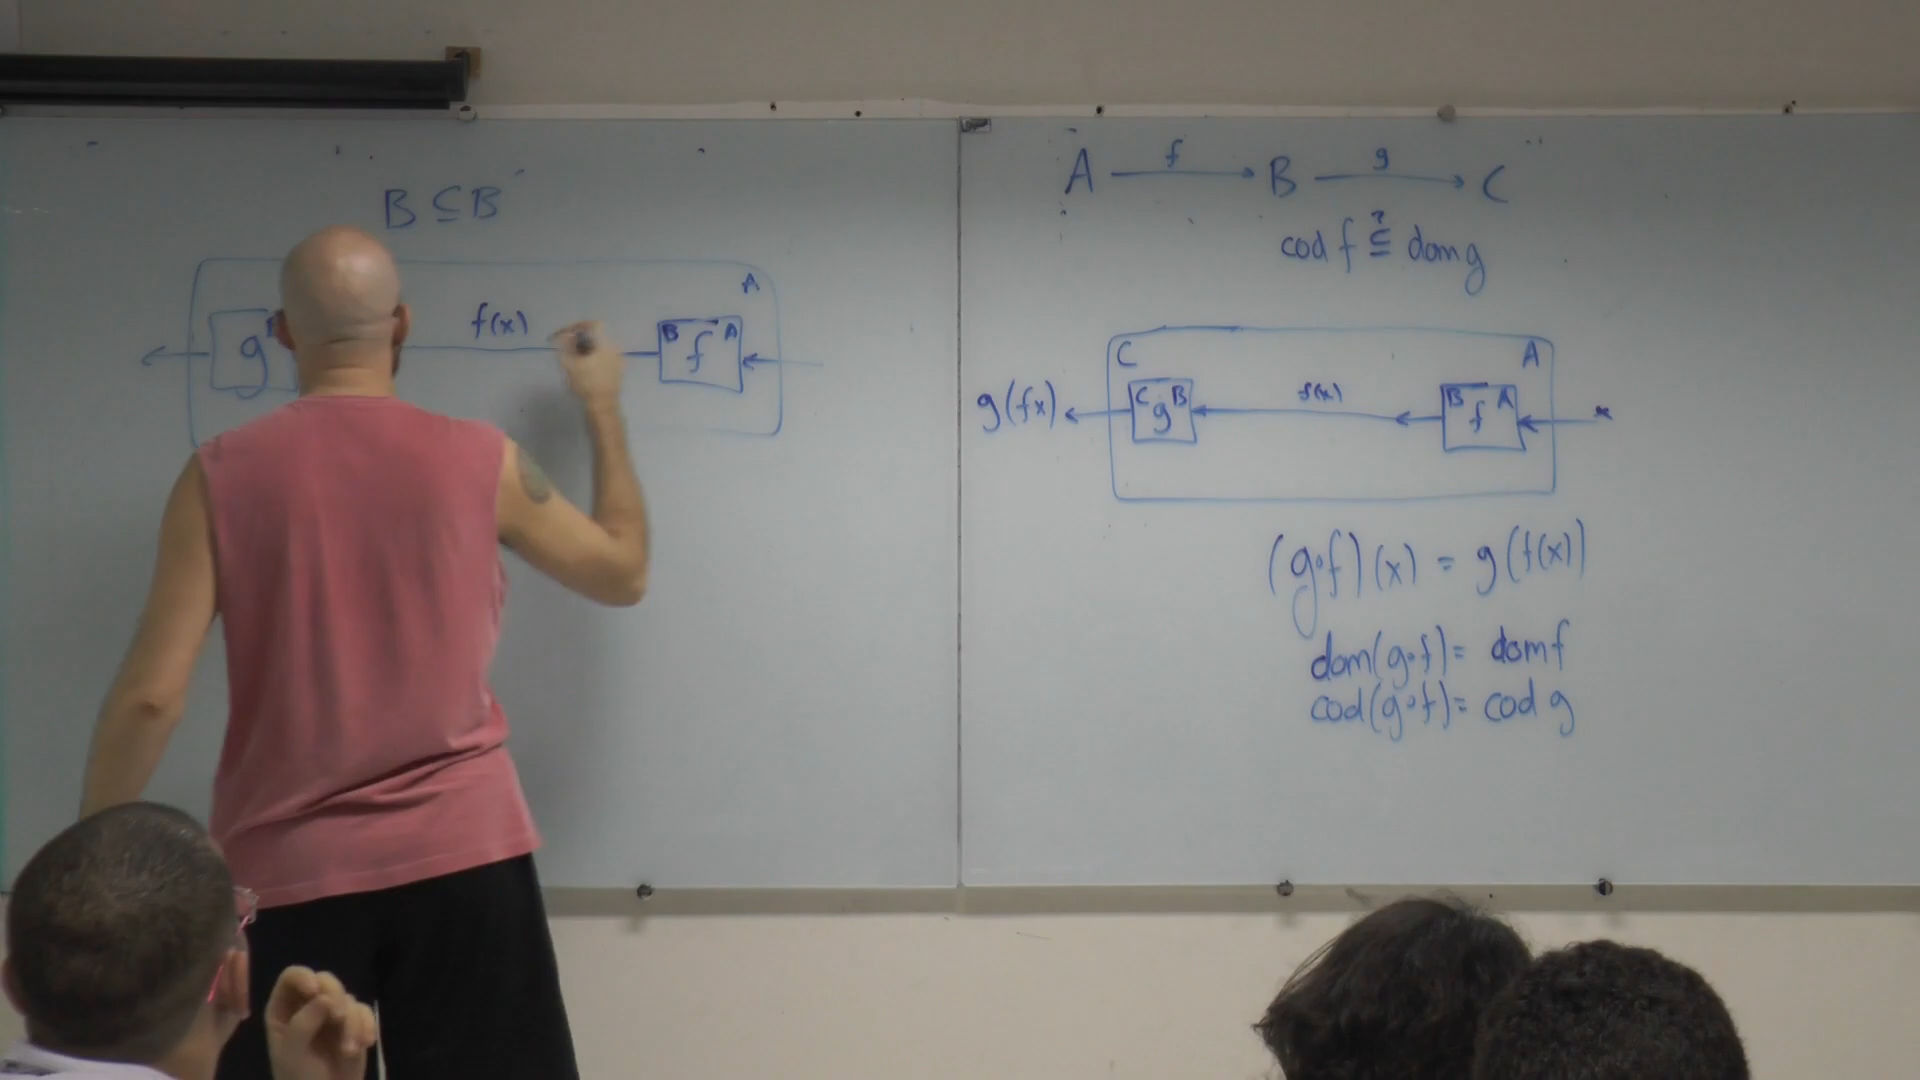 B ⊆ B'
A
f(x)
g
B f A
A f B g C
cod f ⊆? dom g
C A
g(fx) C g B f(x) B f A x
(g∘f)(x) = g(f(x))
dom(g∘f) = dom f
cod(g∘f) = cod g